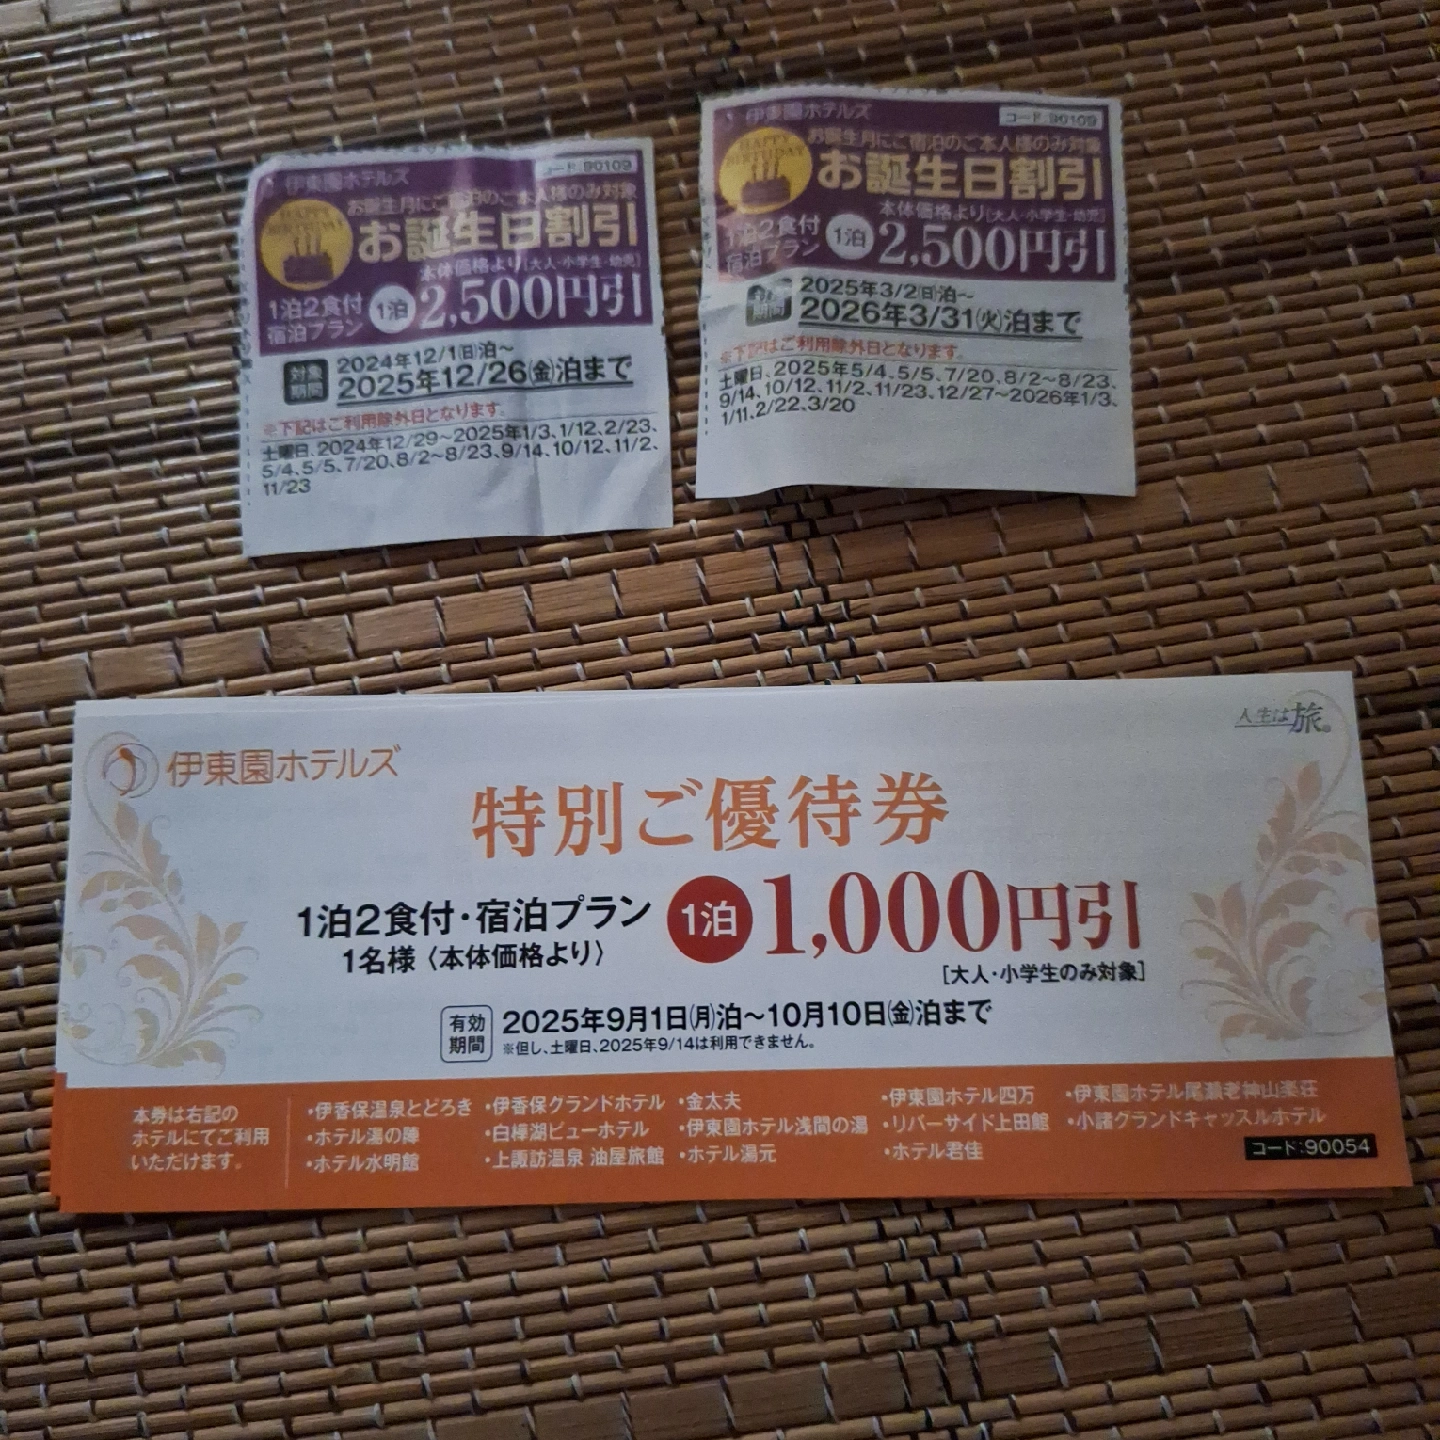 伊東園ホテルズ
コード:90109
お誕生月にご宿泊のご本人様のみ対象
HAPPY BIRTHDAY
お誕生日割引
本体価格より[大人・小学生・幼児]
1泊2食付
宿泊プラン
1泊
2,500円引
対象期間
2024年12/1㈰泊～
2025年12/26㈮泊まで
※下記はご利用除外日となります。
土曜日、2024年12/29～2025年1/3、1/12、2/23、
5/4、5/5、7/20、8/2～8/23、9/14、10/12、11/2、
11/23
伊東園ホテルズ
コード:90109
お誕生月にご宿泊のご本人様のみ対象
HAPPY BIRTHDAY
お誕生日割引
本体価格より[大人・小学生・幼児]
1泊2食付
宿泊プラン
1泊
2,500円引
対象期間
2025年3/2㈰泊～
2026年3/31㈫泊まで
※下記はご利用除外日となります。
土曜日、2025年5/4、5/5、7/20、8/2～8/23、
9/14、10/12、11/2、11/23、12/27～2026年1/3、
1/11、2/22、3/20
人生は旅。
伊東園ホテルズ
特別ご優待券
1泊2食付・宿泊プラン
1名様〈本体価格より〉
1泊
1,000円引
[大人・小学生のみ対象]
有効期間
2025年9月1日㈪泊～10月10日㈮泊まで
※但し、土曜日、2025年9/14は利用できません。
本券は右記の
ホテルにてご利用
いただけます。
・伊香保温泉とどろき
・ホテル湯の陣
・ホテル水明館
・伊香保グランドホテル
・白樺湖ビューホテル
・上諏訪温泉 油屋旅館
・金太夫
・伊東園ホテル浅間の湯
・ホテル湯元
・伊東園ホテル四万
・リバーサイド上田館
・ホテル君佳
・伊東園ホテル尾瀬老神山楽荘
・小諸グランドキャッスルホテル
コード:90054